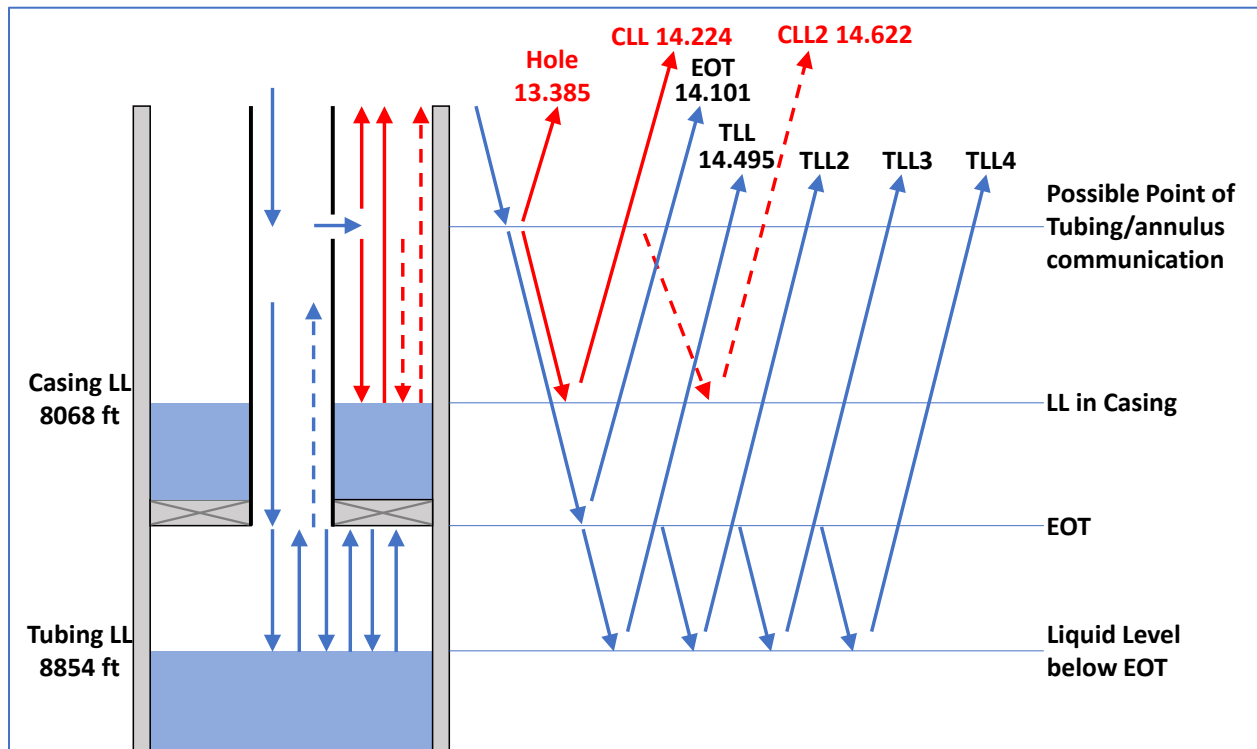 CLL 14.224
CLL2 14.622
Hole
13.385
EOT
14.101
TLL
14.495
TLL2
TLL3
TLL4
Possible Point of
Tubing/annulus
communication
Casing LL
8068 ft
LL in Casing
EOT
Tubing LL
8854 ft
Liquid Level
below EOT